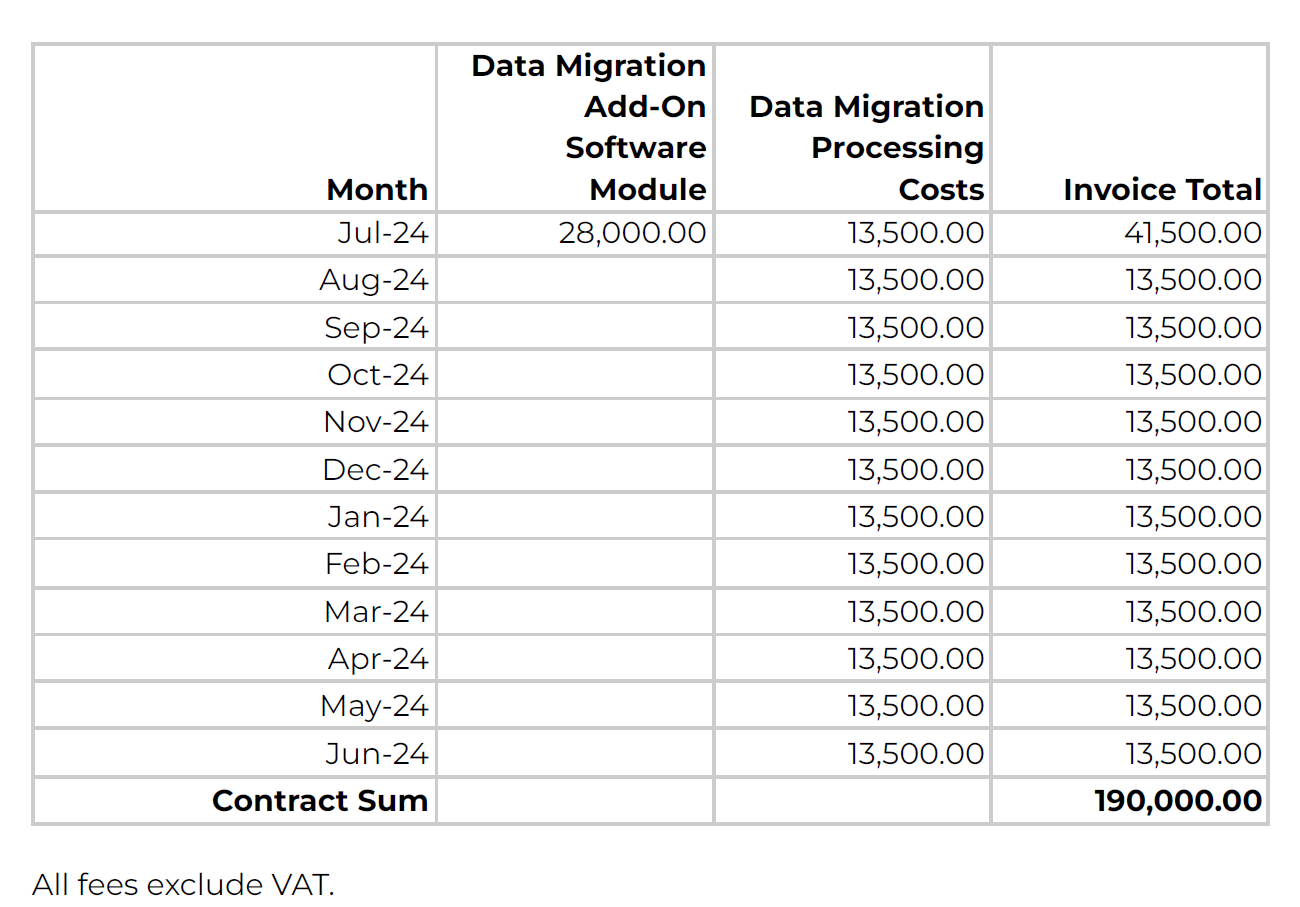 Month Data Migration Add-On Software Module Data Migration Processing Costs Invoice Total
Jul-24 28,000.00 13,500.00 41,500.00
Aug-24 13,500.00 13,500.00
Sep-24 13,500.00 13,500.00
Oct-24 13,500.00 13,500.00
Nov-24 13,500.00 13,500.00
Dec-24 13,500.00 13,500.00
Jan-24 13,500.00 13,500.00
Feb-24 13,500.00 13,500.00
Mar-24 13,500.00 13,500.00
Apr-24 13,500.00 13,500.00
May-24 13,500.00 13,500.00
Jun-24 13,500.00 13,500.00
Contract Sum 190,000.00
All fees exclude VAT.